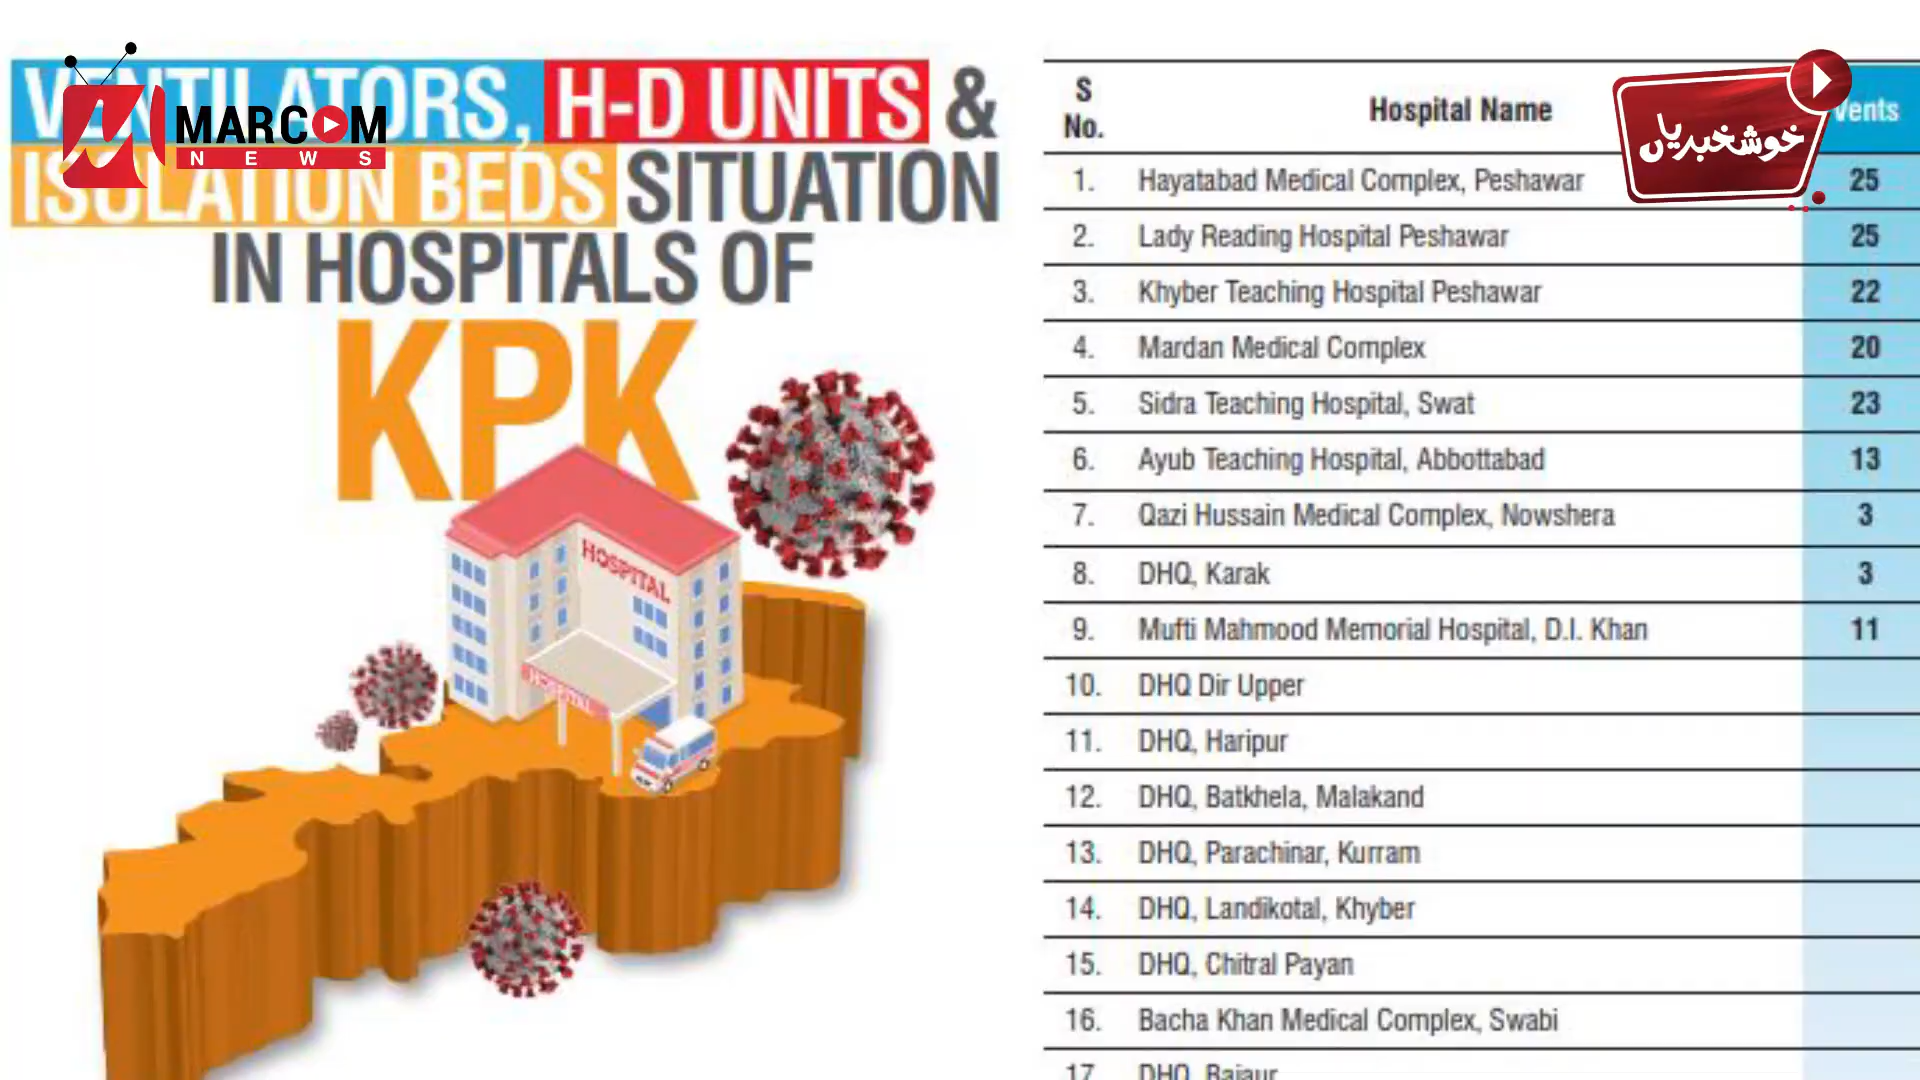 VENTILATORS, H-D UNITS &
ISOLATION BEDS SITUATION
IN HOSPITALS OF
KPK
MARCOM
NEWS
HOSPITAL
HOSPITAL
خوشخبریاں
S No. Hospital Name Vents
1. Hayatabad Medical Complex, Peshawar 25
2. Lady Reading Hospital Peshawar 25
3. Khyber Teaching Hospital Peshawar 22
4. Mardan Medical Complex 20
5. Sidra Teaching Hospital, Swat 23
6. Ayub Teaching Hospital, Abbottabad 13
7. Qazi Hussain Medical Complex, Nowshera 3
8. DHQ, Karak 3
9. Mufti Mahmood Memorial Hospital, D.I. Khan 11
10. DHQ Dir Upper
11. DHQ, Haripur
12. DHQ, Batkhela, Malakand
13. DHQ, Parachinar, Kurram
14. DHQ, Landikotal, Khyber
15. DHQ, Chitral Payan
16. Bacha Khan Medical Complex, Swabi
17. DHQ, Bajaur